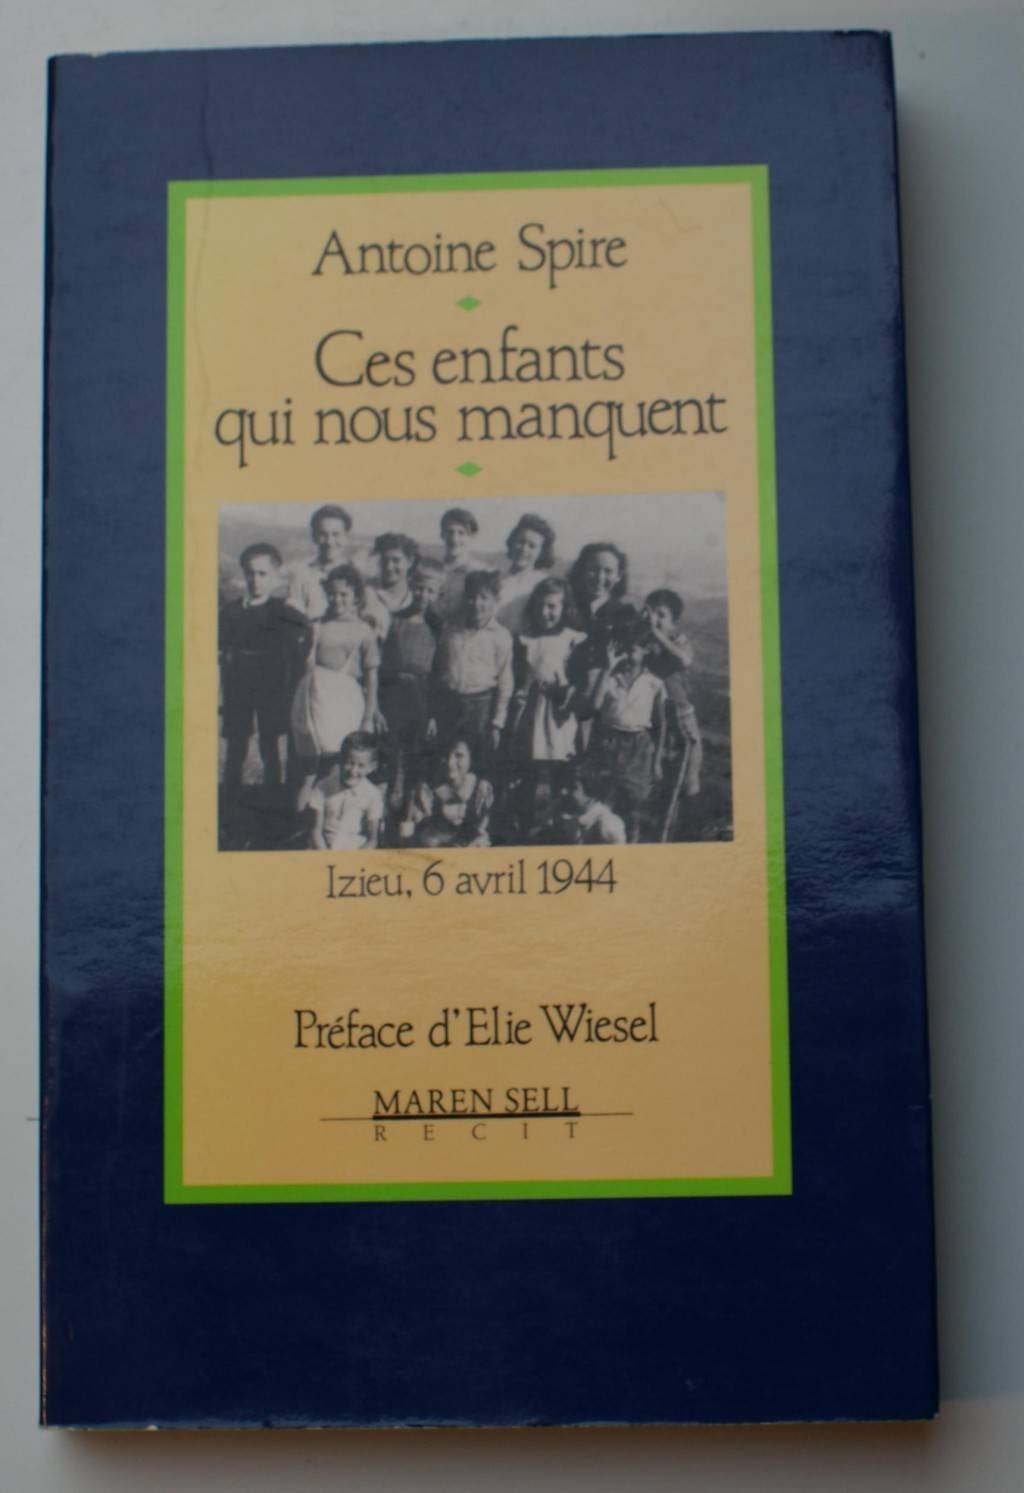 Antoine Spire
Ces enfants
qui nous manquent
Izieu, 6 avril 1944
Préface d'Elie Wiesel
MAREN SELL
RECIT